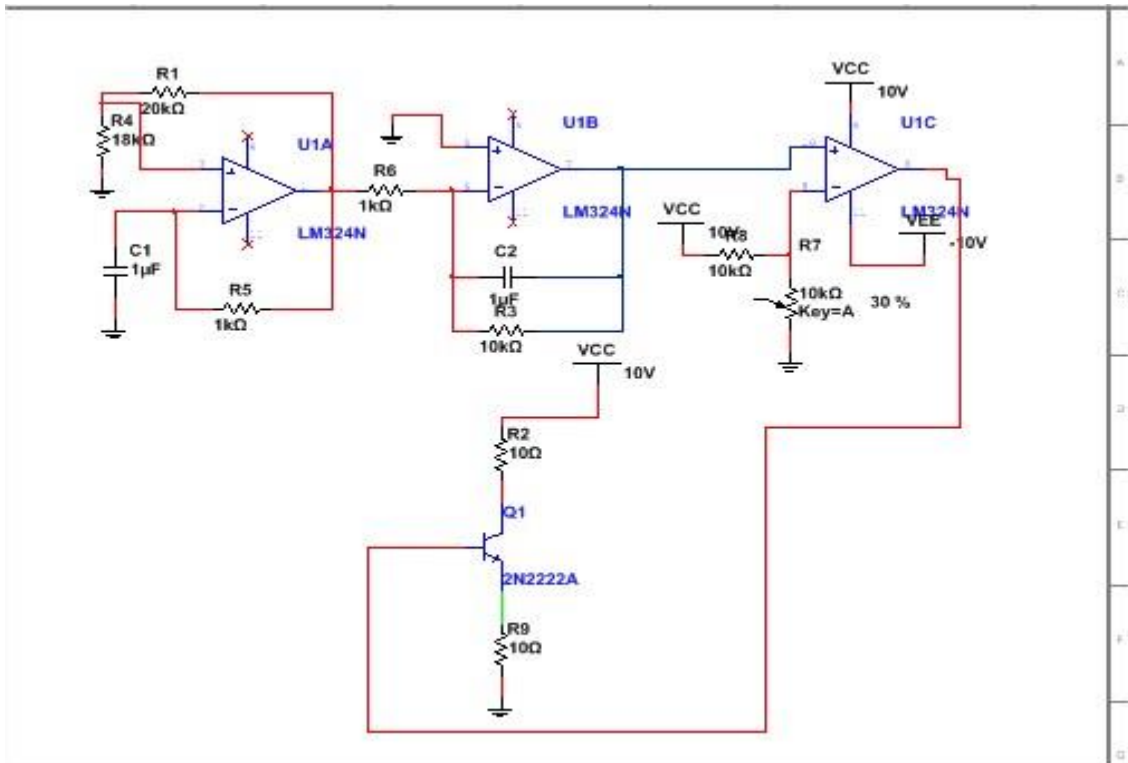 R1
20kΩ
R4
18kΩ
U1A
LM324N
C1
1µF
R5
1kΩ
R6
1kΩ
U1B
LM324N
C2
1µF
R3
10kΩ
VCC
10V
U1C
LM324N
VCC
10V
R8
10kΩ
R7
10kΩ
Key=A
30 %
VEE
-10V
VCC
10V
R2
10Ω
Q1
2N2222A
R9
10Ω